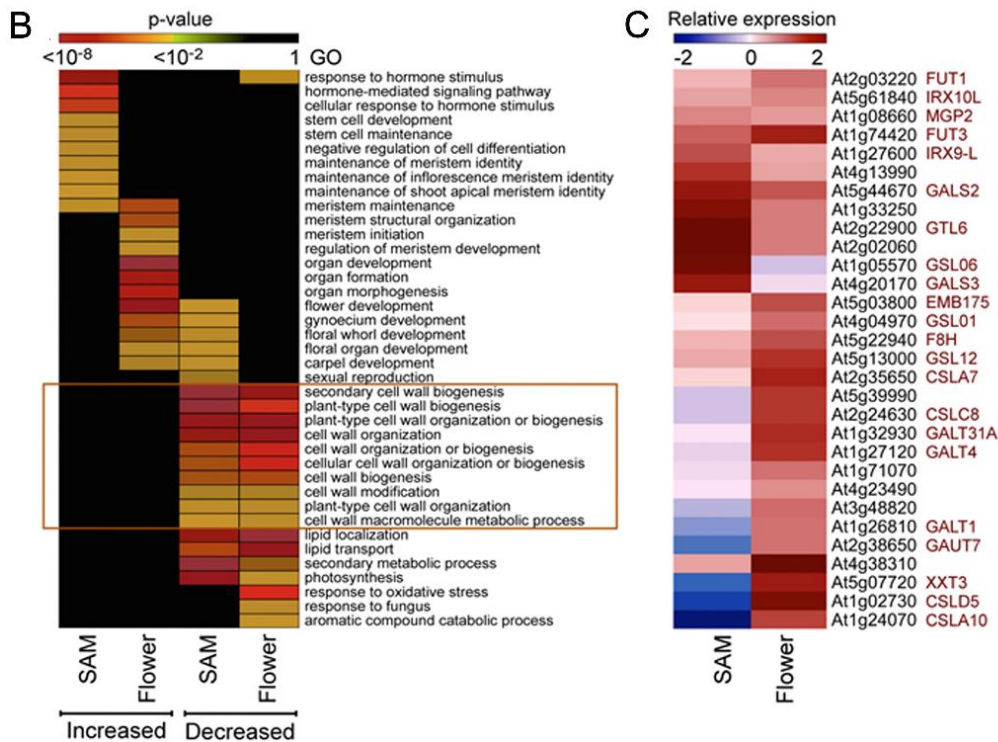 B
p-value
<10-8 <10-2 1 GO
response to hormone stimulus
hormone-mediated signaling pathway
cellular response to hormone stimulus
stem cell development
stem cell maintenance
negative regulation of cell differentiation
maintenance of meristem identity
maintenance of inflorescence meristem identity
maintenance of shoot apical meristem identity
meristem maintenance
meristem structural organization
meristem initiation
regulation of meristem development
organ development
organ formation
organ morphogenesis
flower development
gynoecium development
floral whorl development
floral organ development
carpel development
sexual reproduction
secondary cell wall biogenesis
plant-type cell wall biogenesis
plant-type cell wall organization or biogenesis
cell wall organization
cell wall organization or biogenesis
cellular cell wall organization or biogenesis
cell wall biogenesis
cell wall modification
plant-type cell wall organization
cell wall macromolecule metabolic process
lipid localization
lipid transport
secondary metabolic process
photosynthesis
response to oxidative stress
response to fungus
aromatic compound catabolic process
SAM Flower SAM Flower
Increased Decreased
C
Relative expression
-2 0 2
At2g03220 FUT1
At5g61840 IRX10L
At1g08660 MGP2
At1g74420 FUT3
At1g27600 IRX9-L
At4g13990
At5g44670 GALS2
At1g33250
At2g22900 GTL6
At2g02060
At1g05570 GSL06
At4g20170 GALS3
At5g03800 EMB175
At4g04970 GSL01
At5g22940 F8H
At5g13000 GSL12
At2g35650 CSLA7
At5g39990
At2g24630 CSLC8
At1g32930 GALT31A
At1g27120 GALT4
At1g71070
At4g23490
At3g48820
At1g26810 GALT1
At2g38650 GAUT7
At4g38310
At5g07720 XXT3
At1g02730 CSLD5
At1g24070 CSLA10
SAM Flower